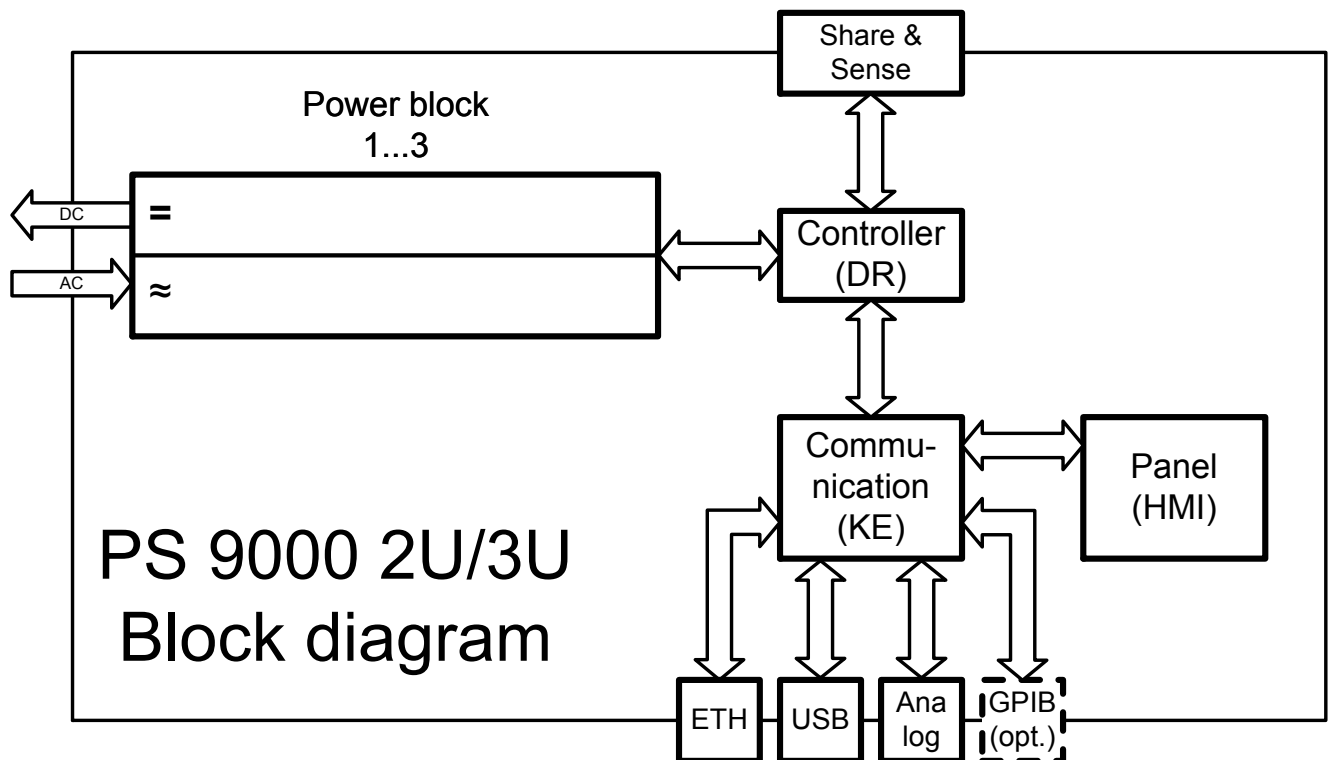 Share &
Sense
Power block
1...3
DC
=
AC
≈
Controller
(DR)
Commu-
nication
(KE)
Panel
(HMI)
PS 9000 2U/3U
Block diagram
ETH
USB
Ana
log
GPIB
(opt.)